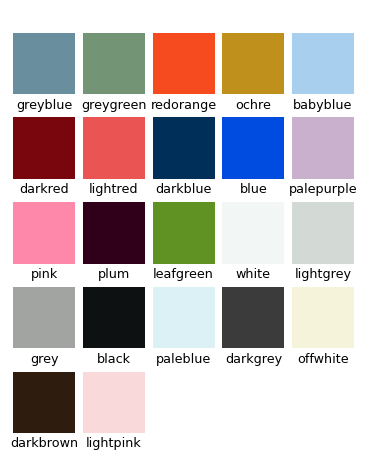 greyblue greygreen redorange ochre babyblue
darkred lightred darkblue blue palepurple
pink plum leafgreen white lightgrey
grey black paleblue darkgrey offwhite
darkbrown lightpink